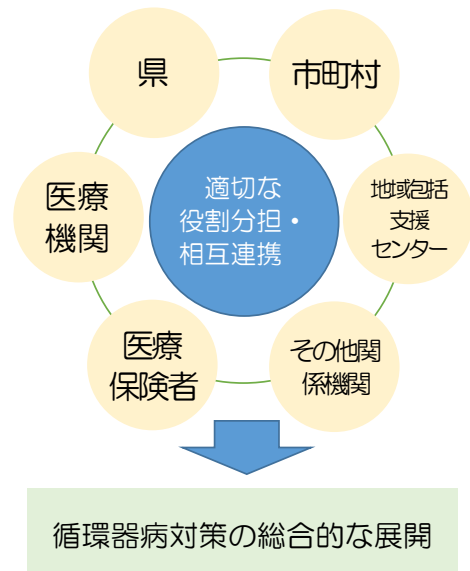 県
市町村
医療
機関
適切な
役割分担・
相互連携
地域包括
支援
センター
医療
保険者
その他関
係機関
循環器病対策の総合的な展開